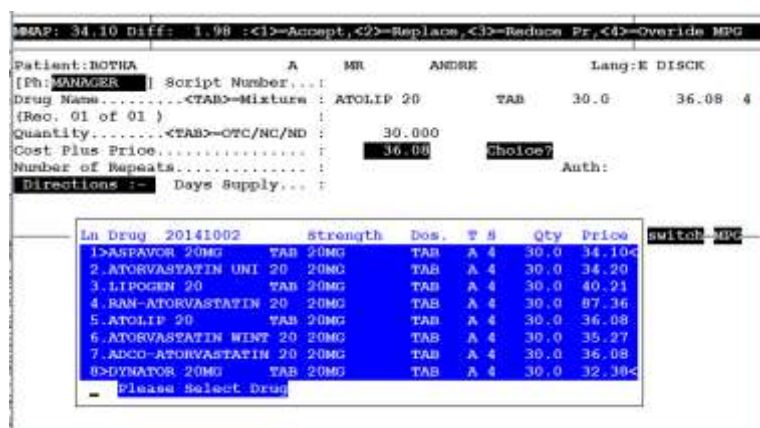 MMAP: 34.10 Diff: 1.98 :<1>=Accept,<2>=Replace,<3>=Reduce Pr,<4>=Overide MPG
Patient:BOTHA A MR ANDRE Lang:E DISCK
[Ph:MANAGER ] Script Number...:
Drug Name.........<TAB>=Mixture : ATOLIP 20 TAB 30.0 36.08 4
(Rec. 01 of 01 ) :
Quantity........<TAB>=OTC/NC/ND : 30.000
Cost Plus Price................ : 36.08 Choice?
Number of Repeats.............. : Auth:
Directions :- Days Supply... :
Ln Drug 20141002 Strength Dos. T S Qty Price switch-MPG
1>ASPAVOR 20MG TAB 20MG TAB A 4 30.0 34.10<
2.ATORVASTATIN UNI 20 20MG TAB A 4 30.0 34.20
3.LIPOGEN 20 TAB 20MG TAB A 4 30.0 40.21
4.RAN-ATORVASTATIN 20 20MG TAB A 4 30.0 87.36
5.ATOLIP 20 TAB 20MG TAB A 4 30.0 36.08
6.ATORVASTATIN WINT 20 20MG TAB A 4 30.0 35.27
7.ADCO-ATORVASTATIN 20 20MG TAB A 4 30.0 36.08
8>DYNATOR 20MG TAB 20MG TAB A 4 30.0 32.38<
_ Please Select Drug